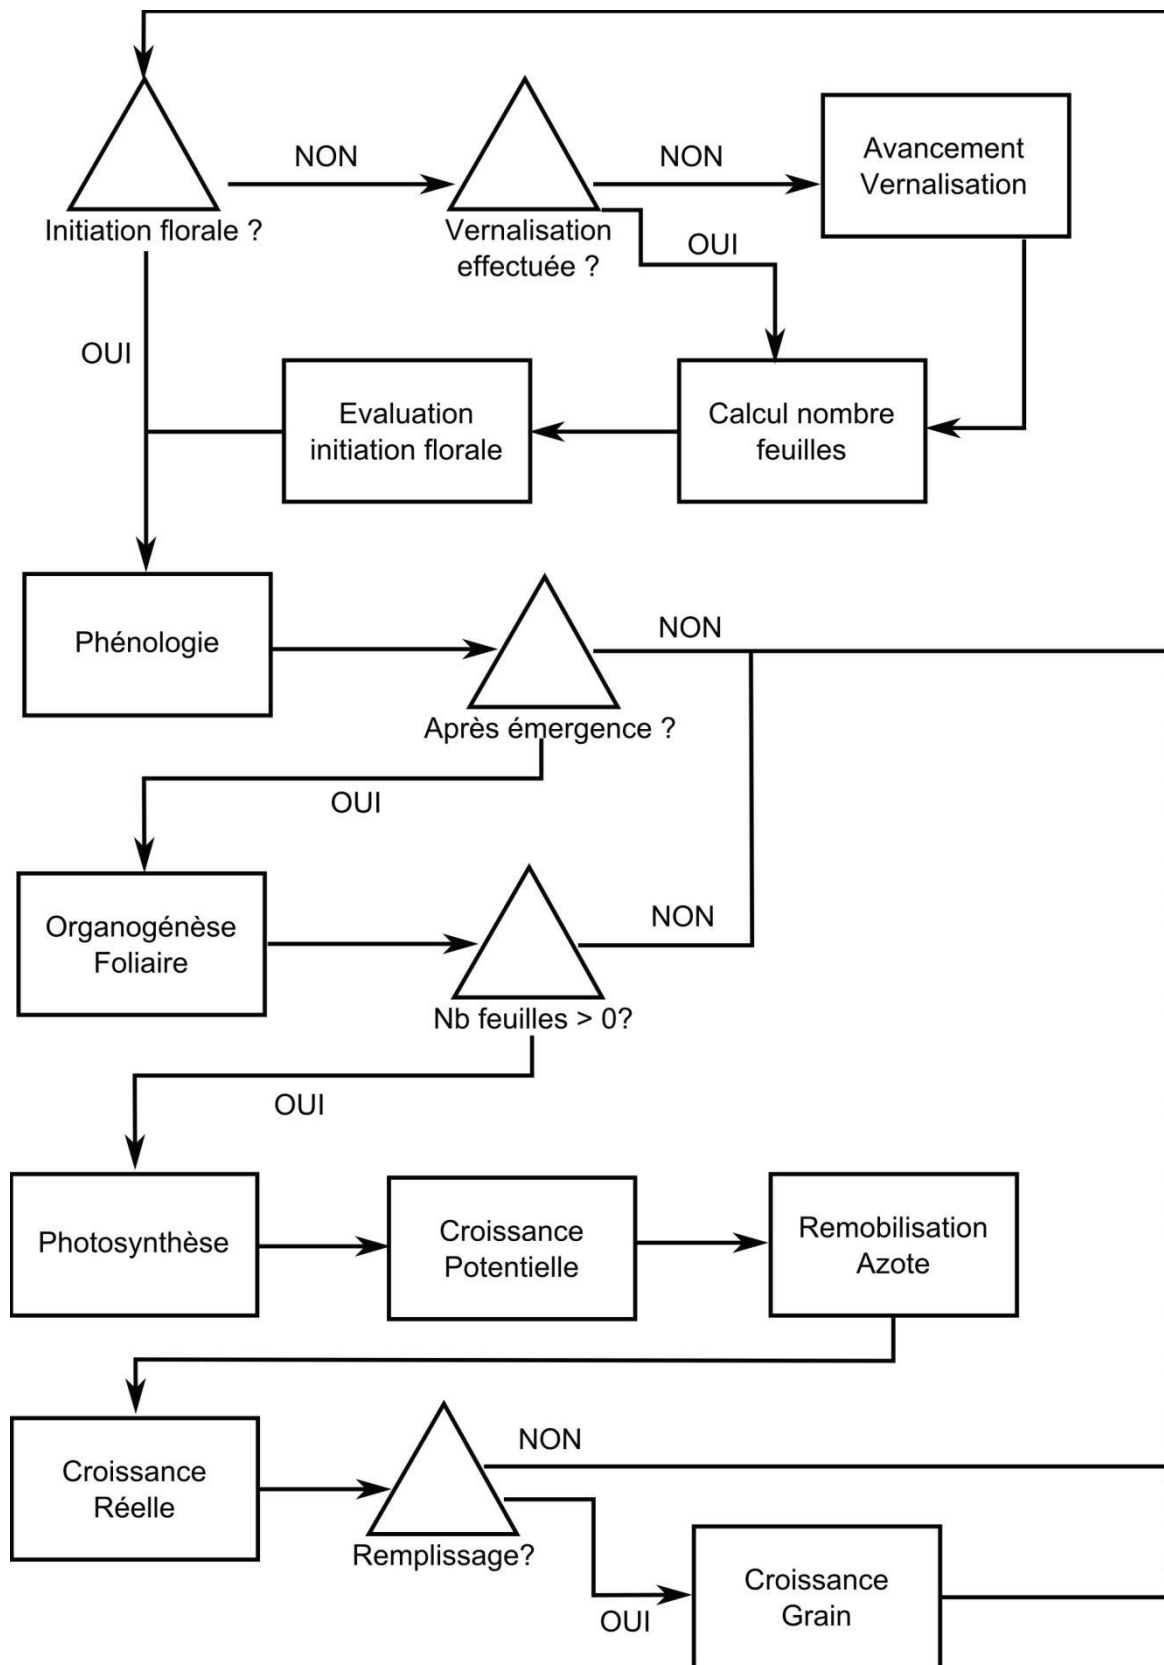 NON
NON
Avancement
Vernalisation
Initiation florale ?
Vernalisation
effectuée ?
OUI
OUI
Evaluation
initiation florale
Calcul nombre
feuilles
Phénologie
NON
Après émergence ?
OUI
Organogénèse
Foliaire
NON
Nb feuilles > 0?
OUI
Photosynthèse
Croissance
Potentielle
Remobilisation
Azote
Croissance
Réelle
NON
Remplissage?
OUI
Croissance
Grain